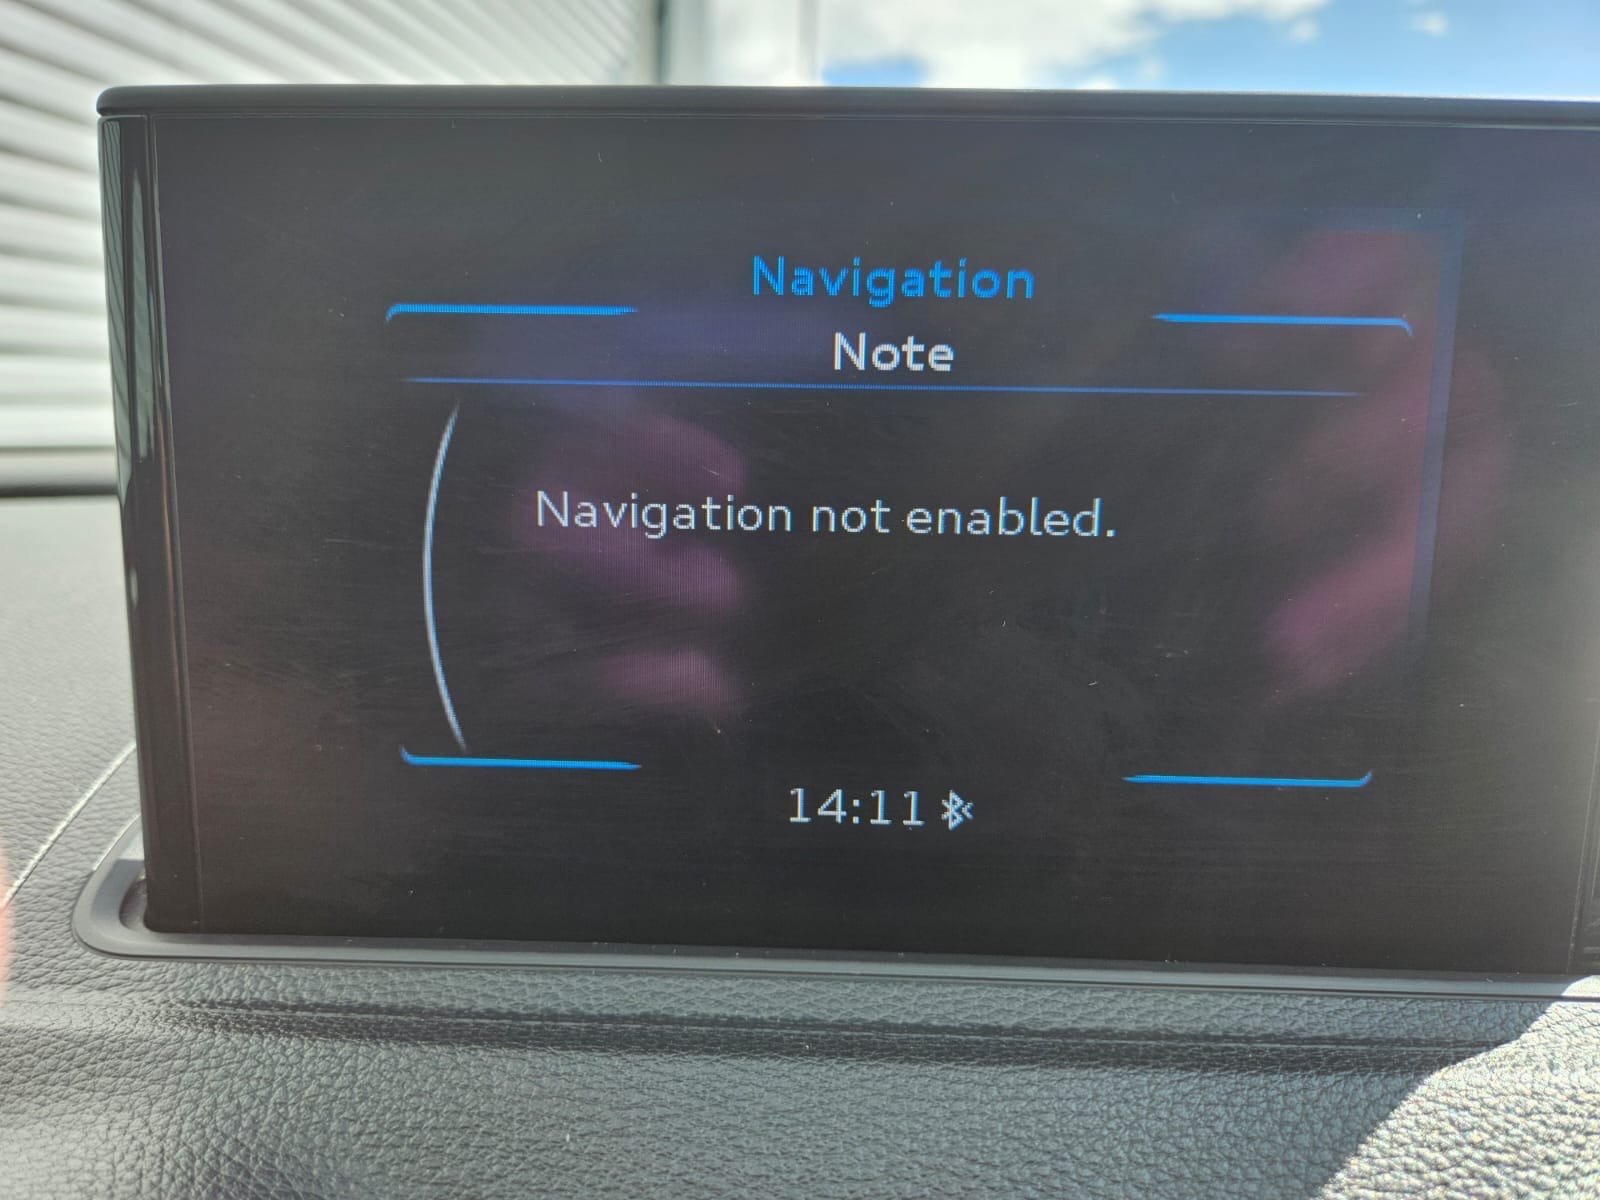 Navigation
Note
Navigation not enabled.
14:11